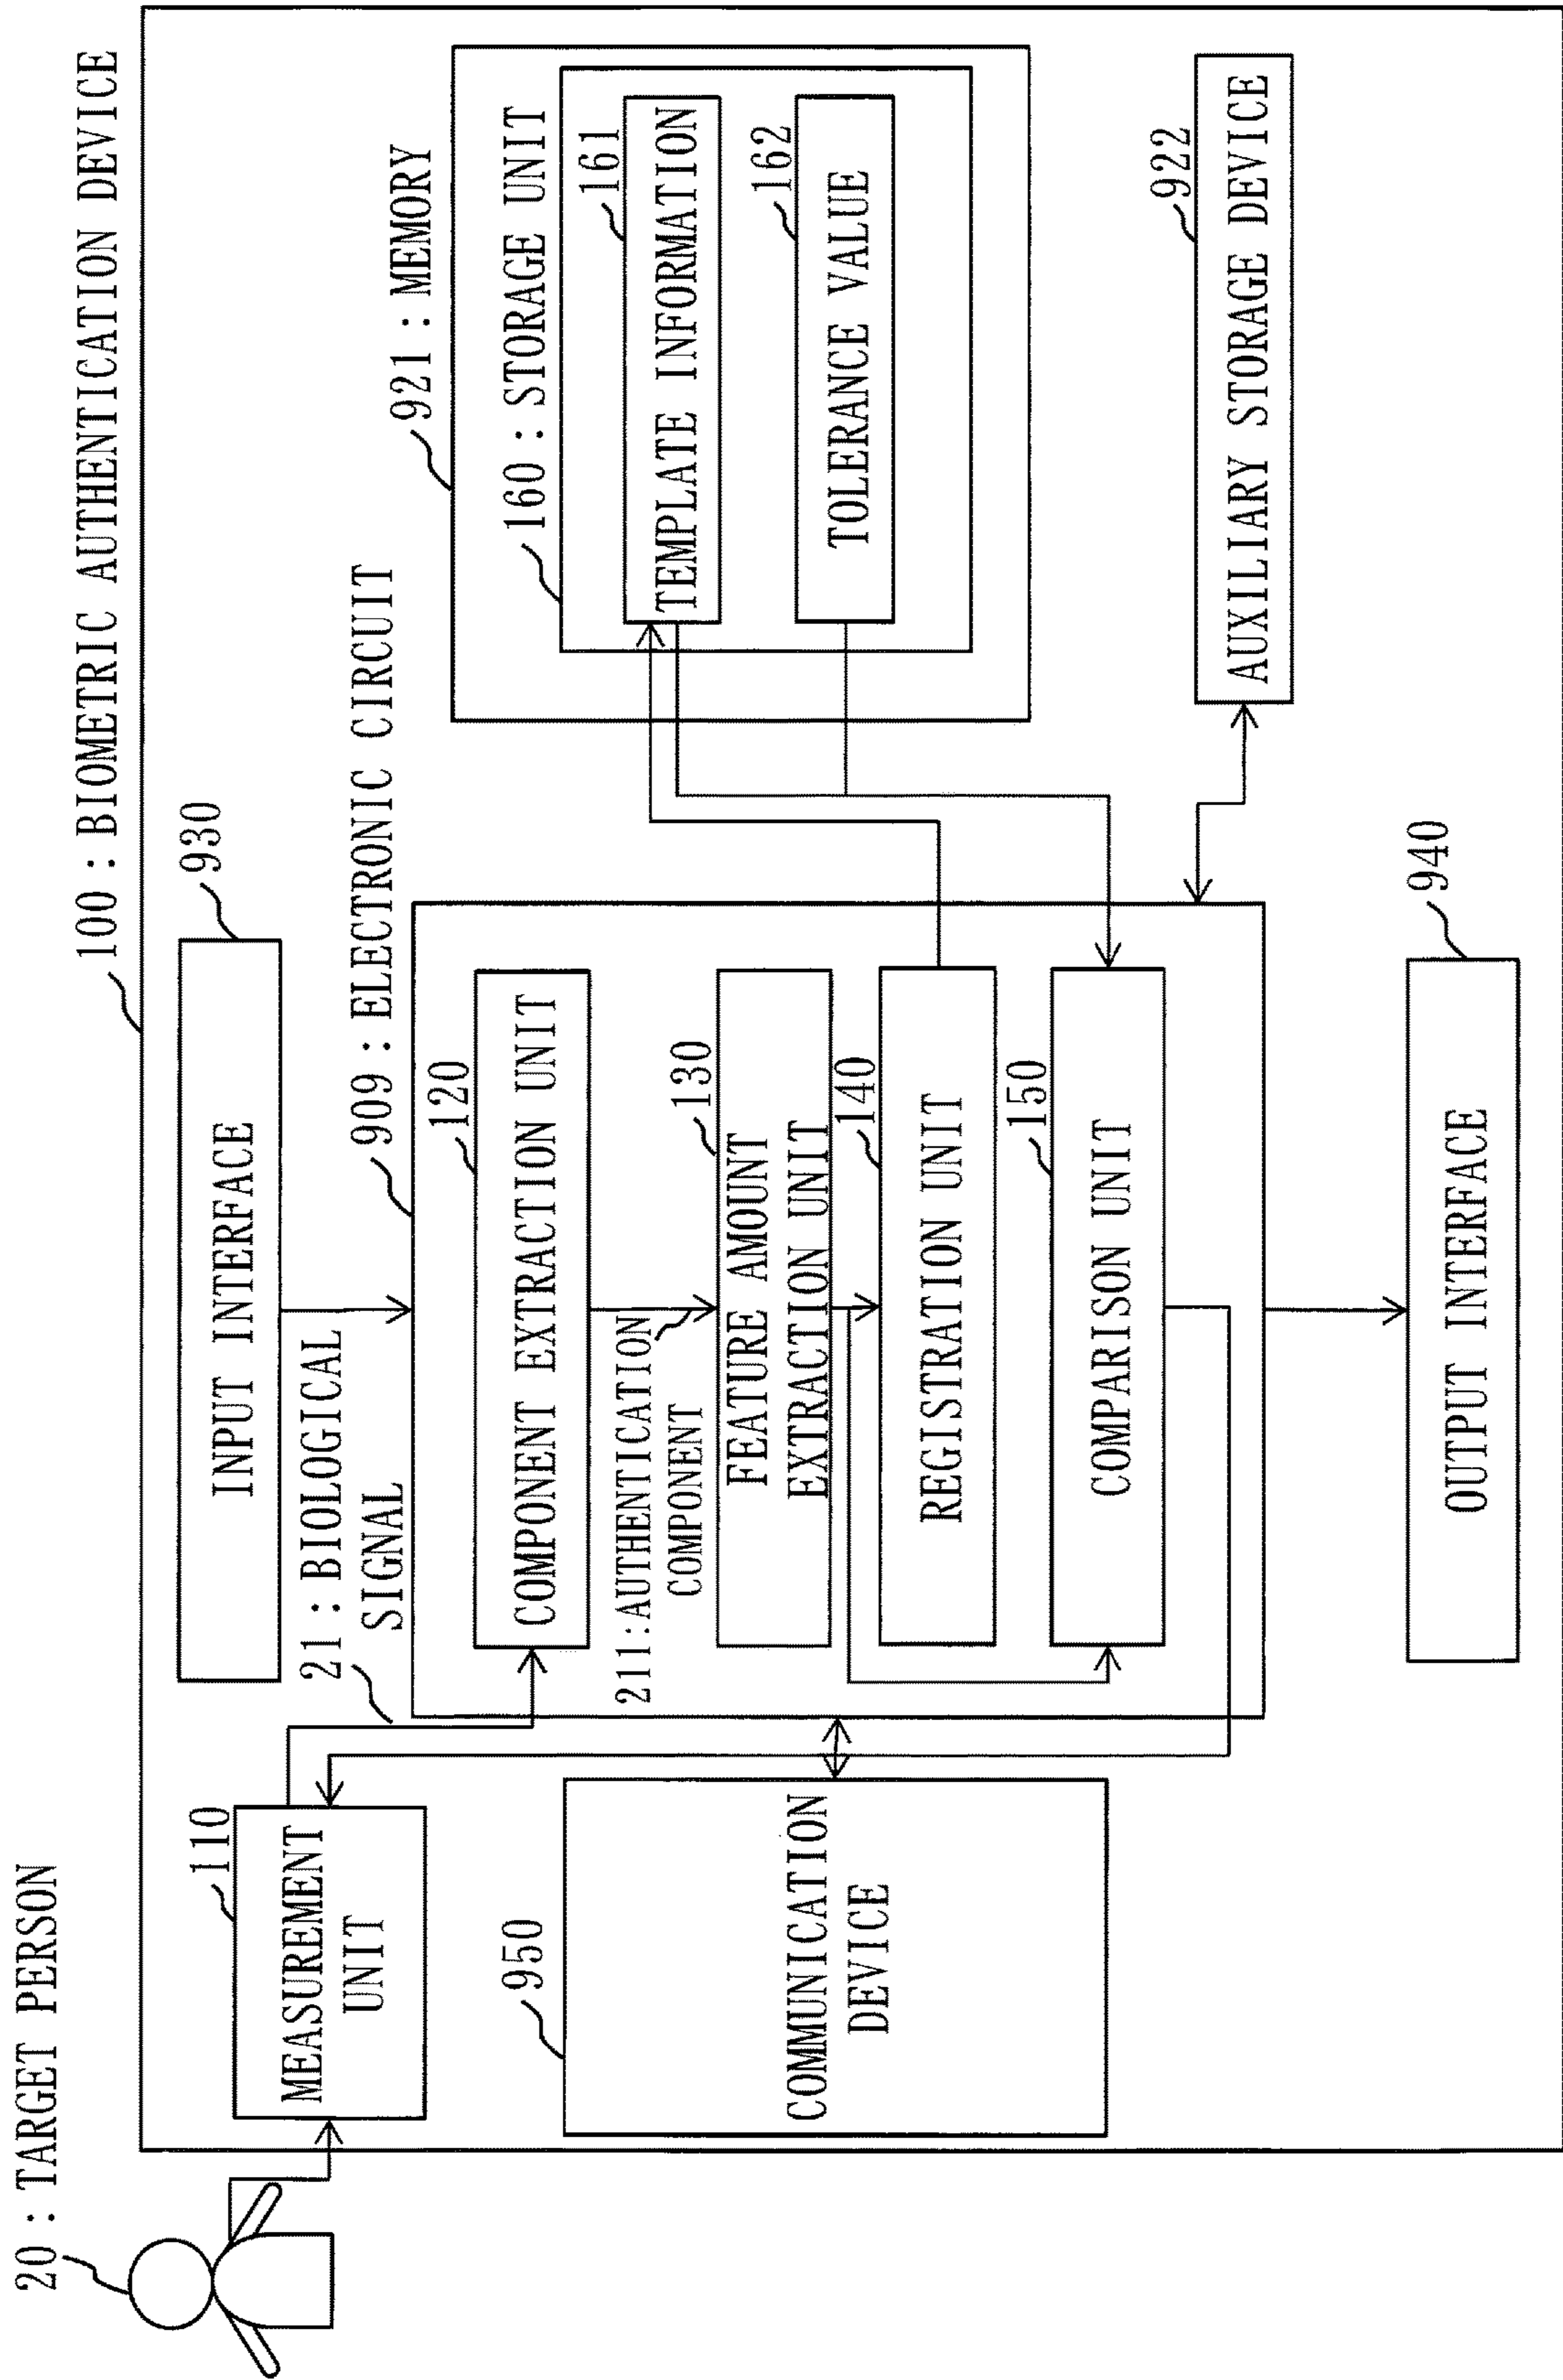 100:BIOMETRIC AUTHENTICATION DEVICE
20:TARGET PERSON
110
MEASUREMENT
UNIT
930
INPUT INTERFACE
21:BIOLOGICAL
SIGNAL
909:ELECTRONIC CIRCUIT
120
COMPONENT EXTRACTION UNIT
211:AUTHENTICATION
COMPONENT
130
FEATURE AMOUNT
EXTRACTION UNIT
140
REGISTRATION UNIT
150
COMPARISON UNIT
921:MEMORY
160:STORAGE UNIT
161
TEMPLATE INFORMATION
162
TOLERANCE VALUE
950
COMMUNICATION
DEVICE
922
AUXILIARY STORAGE DEVICE
940
OUTPUT INTERFACE